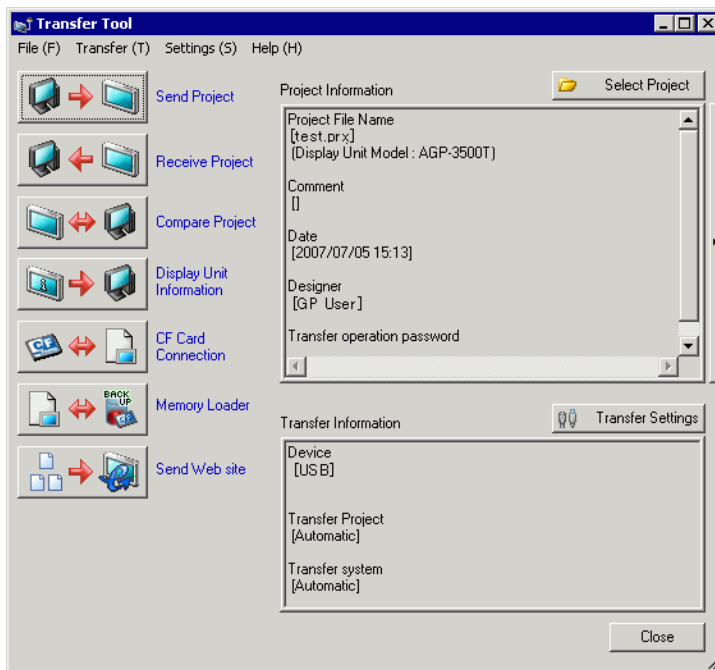 Transfer Tool
File (F) Transfer (T) Settings (S) Help (H)
Send Project
Receive Project
Compare Project
Display Unit
Information
CF
CF Card
Connection
BACK
UP
CF
Memory Loader
Send Web site
Project Information
Select Project
Project File Name
[test.prx]
(Display Unit Model : AGP-3500T)
Comment
[]
Date
[2007/07/05 15:13]
Designer
[GP User]
Transfer operation password
Transfer Information
Transfer Settings
Device
[USB]
Transfer Project
[Automatic]
Transfer system
[Automatic]
Close